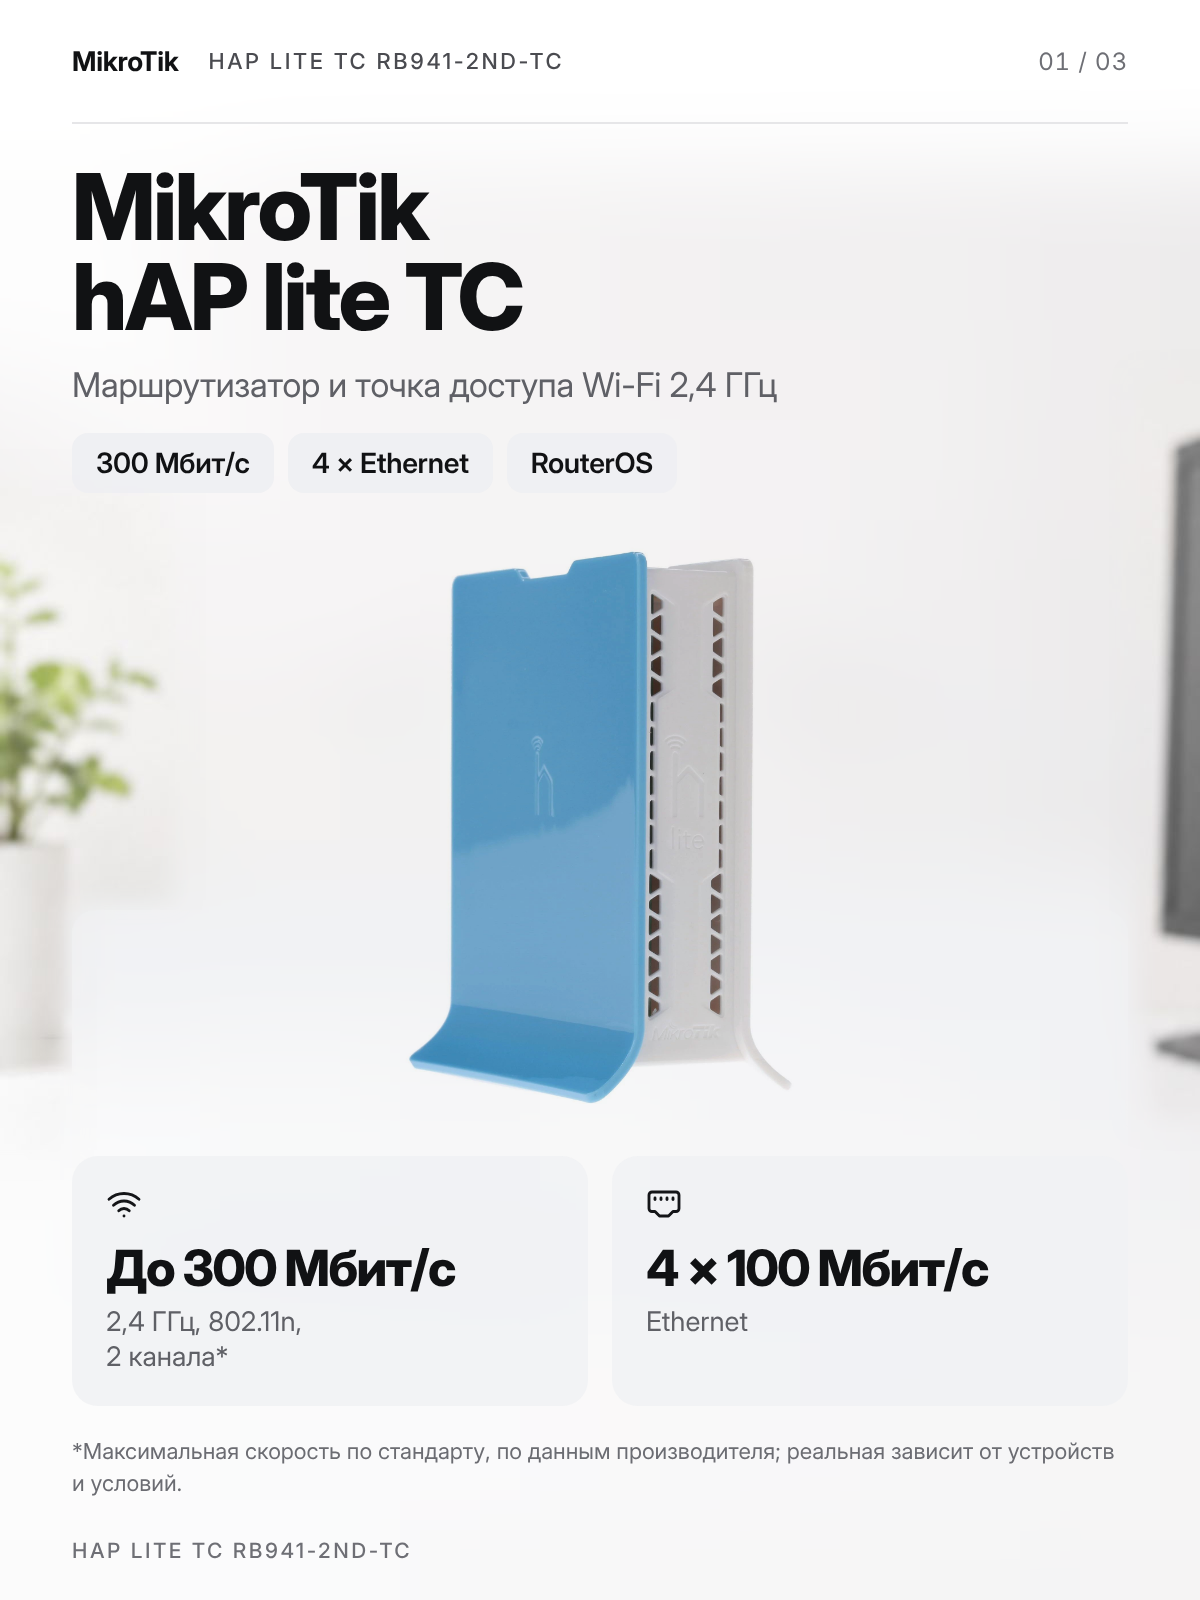 MikroTik HAP LITE TC RB941-2ND-TC 01 / 03
MikroTik
hAP lite TC
Маршрутизатор и точка доступа Wi-Fi 2,4 ГГц
300 Мбит/с 4 × Ethernet RouterOS
lite
MikroTik
До 300 Мбит/с
2,4 ГГц, 802.11n,
2 канала*
4 × 100 Мбит/с
Ethernet
*Максимальная скорость по стандарту, по данным производителя; реальная зависит от устройств
и условий.
HAP LITE TC RB941-2ND-TC